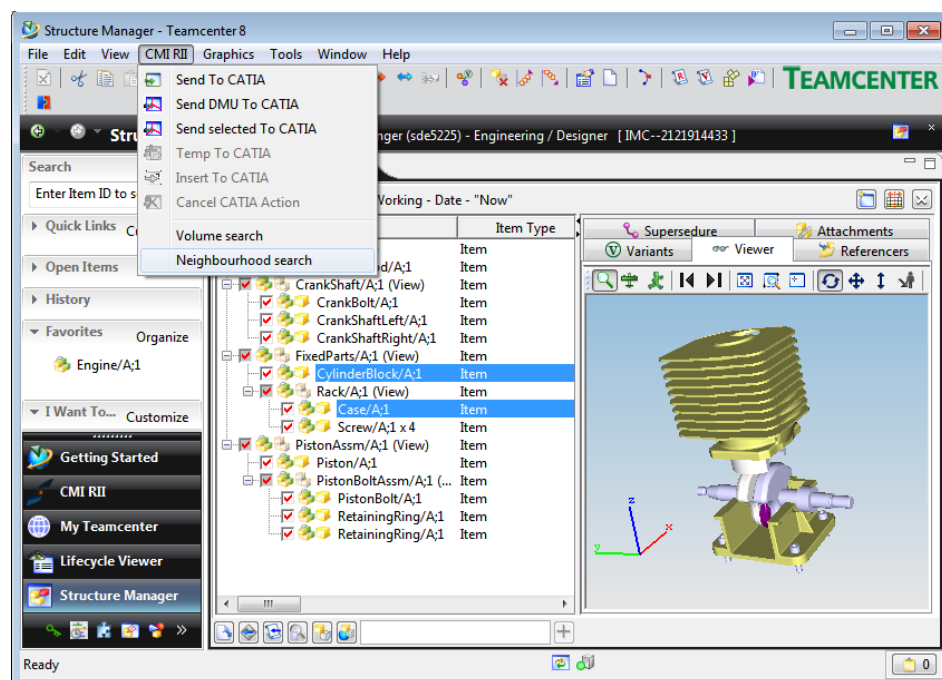 Structure Manager - Teamcenter 8
File Edit View CMI RII Graphics Tools Window Help
Send To CATIA
Send DMU To CATIA
Send selected To CATIA
Temp To CATIA
Insert To CATIA
Cancel CATIA Action
Volume search
Neighbourhood search
TEAMCENTER
(sde5225) - Engineering / Designer [ IMC--2121914433 ]
Search
Enter Item ID to
Working - Date - "Now"
Quick Links
Open Items
History
Favorites Organize
Engine/A;1
I Want To... Customize
Getting Started
CMI RII
My Teamcenter
Lifecycle Viewer
Structure Manager
»
Item Type
Item
Item
CrankShaft/A;1 (View) Item
CrankBolt/A;1 Item
CrankShaftLeft/A;1 Item
CrankShaftRight/A;1 Item
FixedParts/A;1 (View) Item
CylinderBlock/A;1 Item
Rack/A;1 (View) Item
Case/A;1 Item
Screw/A;1 x 4 Item
PistonAssm/A;1 (View) Item
Piston/A;1 Item
PistonBoltAssm/A;1 (... Item
PistonBolt/A;1 Item
RetainingRing/A;1 Item
RetainingRing/A;1 Item
Supersedure Attachments
Variants Viewer Referencers
z
x
y
Ready
0